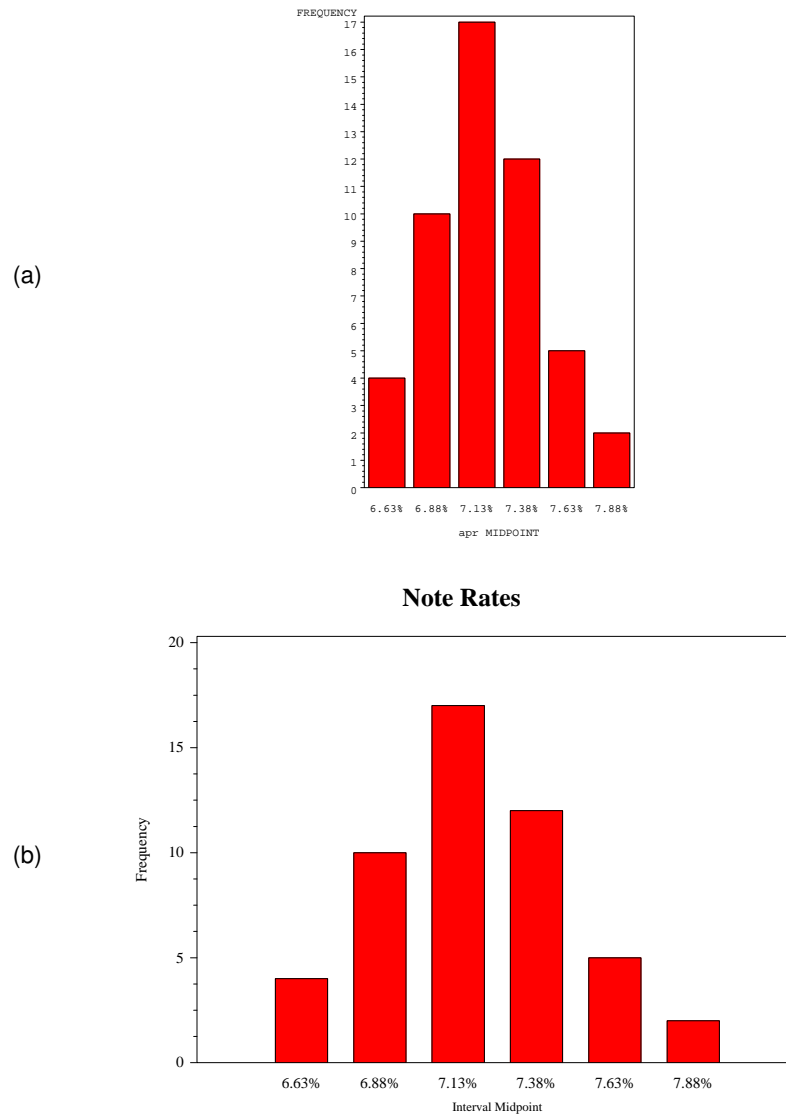 FREQUENCY
17
16
15
14
13
12
11
10
9
8
7
6
5
4
3
2
1
0
6.63% 6.88% 7.13% 7.38% 7.63% 7.88%
apr MIDPOINT
(a)
Note Rates
20
15
10
5
0
Frequency
6.63% 6.88% 7.13% 7.38% 7.63% 7.88%
Interval Midpoint
(b)